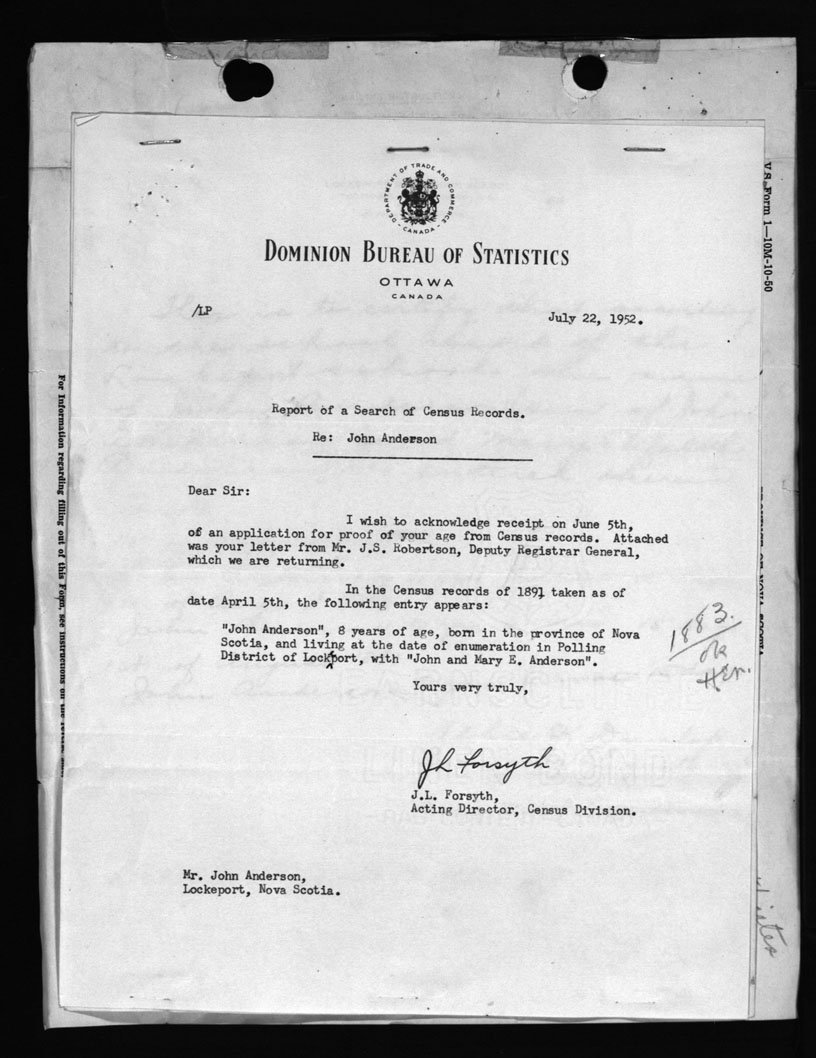 DEPARTMENT OF TRADE AND COMMERCE
- CANADA -
DOMINION BUREAU OF STATISTICS
OTTAWA
CANADA
/LP
July 22, 1952.
Report of a Search of Census Records.
Re: John Anderson
Dear Sir:
I wish to acknowledge receipt on June 5th,
of an application for proof of your age from Census records. Attached
was your letter from Mr. J.S. Robertson, Deputy Registrar General,
which we are returning.
In the Census records of 1891 taken as of
date April 5th, the following entry appears:
"John Anderson", 8 years of age, born in the province of Nova
Scotia, and living at the date of enumeration in Polling
District of Lockport, with "John and Mary E. Anderson".
Yours very truly,
J L Forsyth
J.L. Forsyth,
Acting Director, Census Division.
Mr. John Anderson,
Lockeport, Nova Scotia.
1883.
ok
V S. Form 1—10M-10-50
For Information regarding filling out of this Form, see instructions on